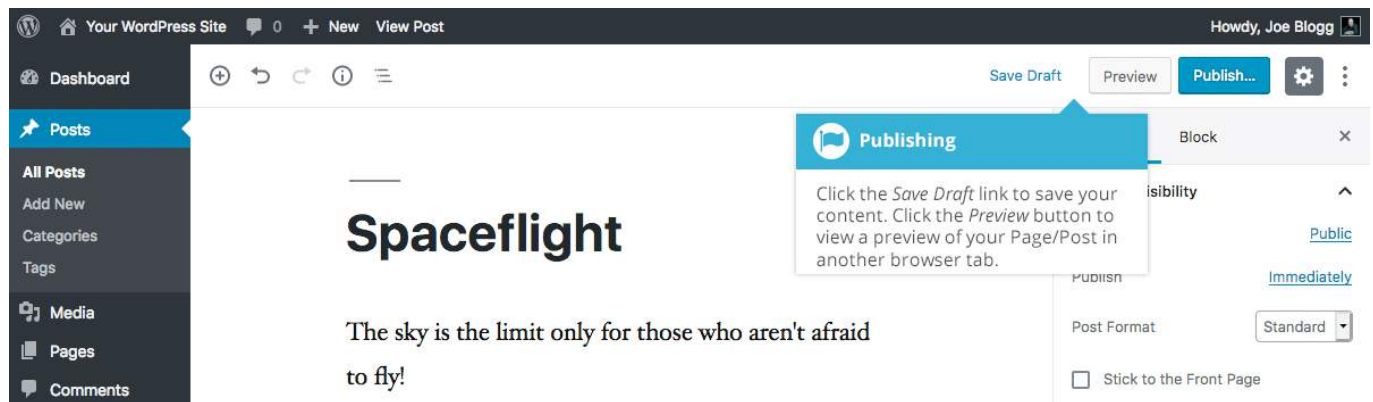 Your WordPress Site 0 + New View Post Howdy, Joe Blogg
Dashboard
Save Draft Preview Publish...
Posts
All Posts
Add New
Categories
Tags
Media
Pages
Comments
Spaceflight
The sky is the limit only for those who aren't afraid
to fly!
Publishing
Click the Save Draft link to save your
content. Click the Preview button to
view a preview of your Page/Post in
another browser tab.
Block ×
isibility
Public
Publish Immediately
Post Format Standard
Stick to the Front Page